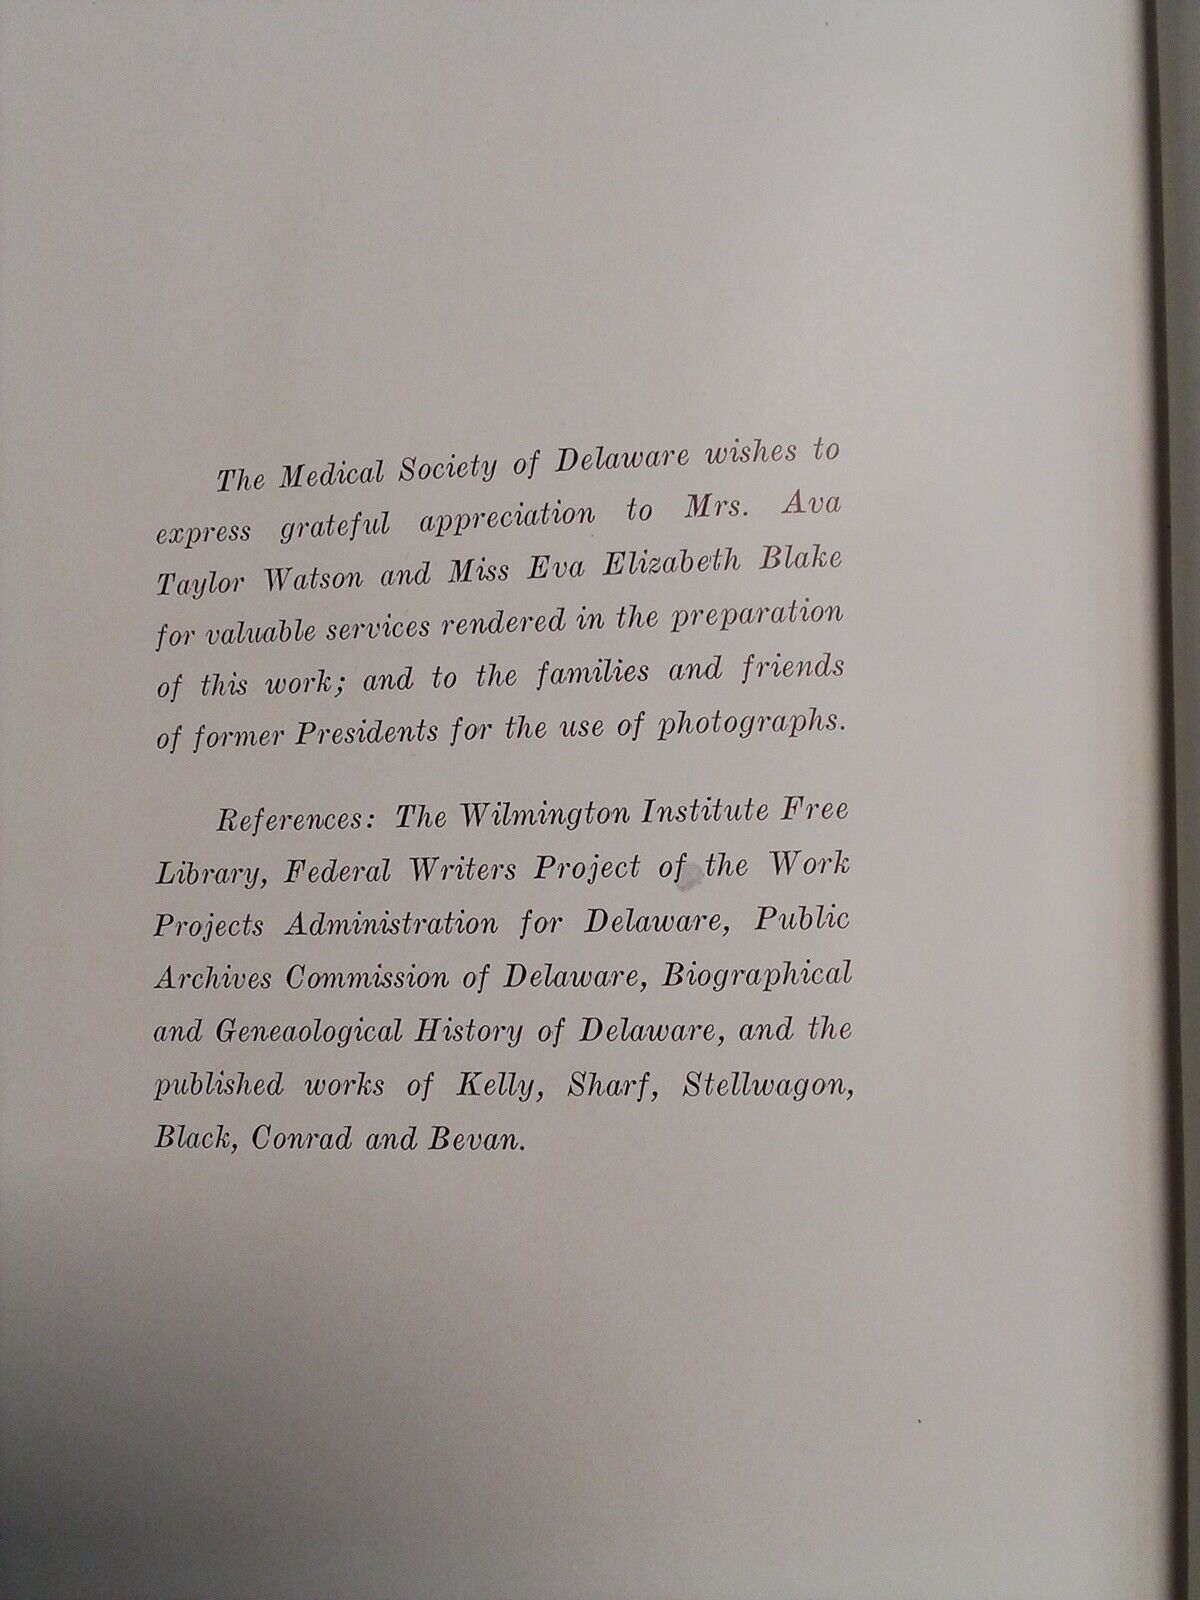 The Medical Society of Delaware wishes to
express grateful appreciation to Mrs. Ava
Taylor Watson and Miss Eva Elizabeth Blake
for valuable services rendered in the preparation
of this work; and to the families and friends
of former Presidents for the use of photographs.
References: The Wilmington Institute Free
Library, Federal Writers Project of the Work
Projects Administration for Delaware, Public
Archives Commission of Delaware, Biographical
and Geneaological History of Delaware, and the
published works of Kelly, Sharf, Stellwagon,
Black, Conrad and Bevan.